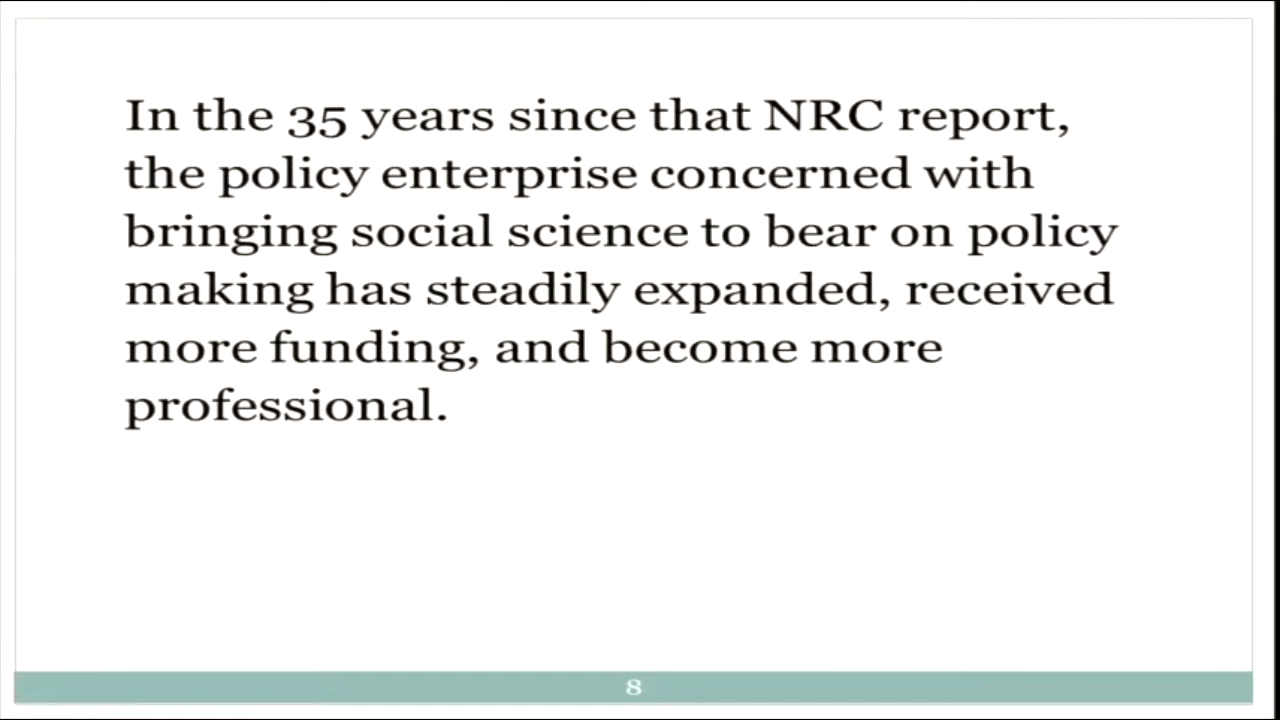 In the 35 years since that NRC report,
the policy enterprise concerned with
bringing social science to bear on policy
making has steadily expanded, received
more funding, and become more
professional.
8